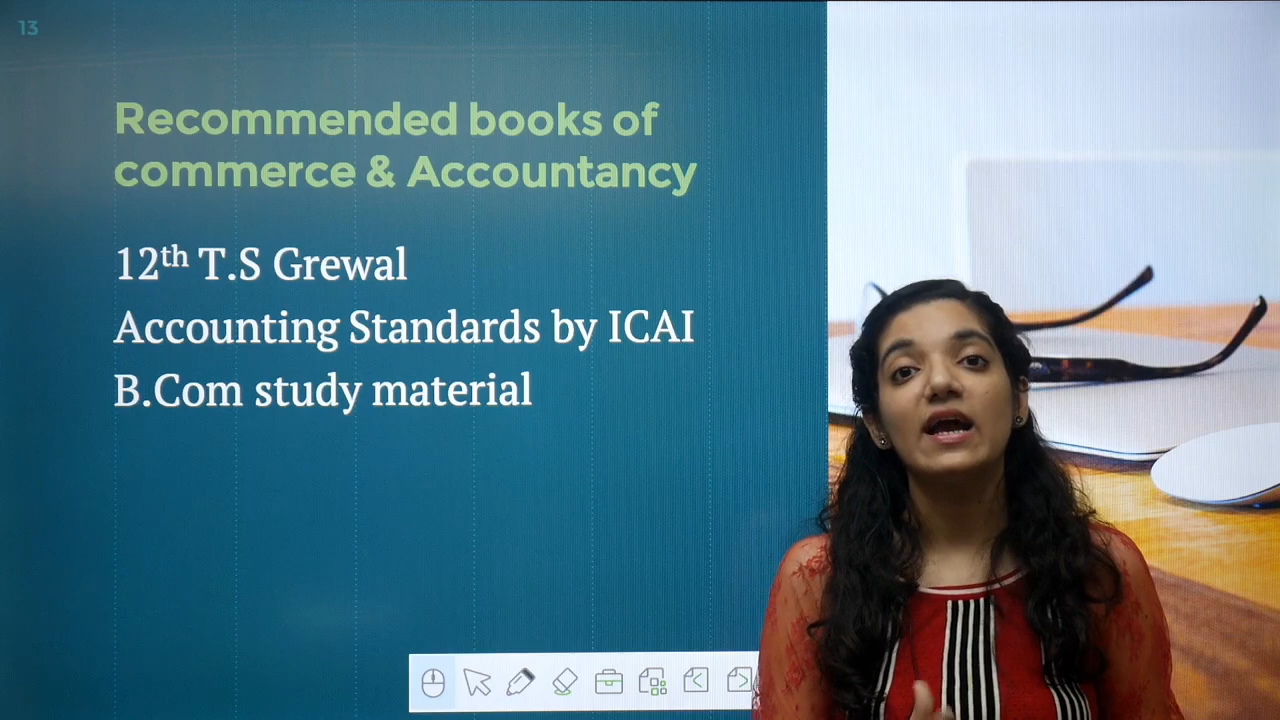 13
Recommended books of
commerce & Accountancy
12th T.S Grewal
Accounting Standards by ICAI
B.Com study material